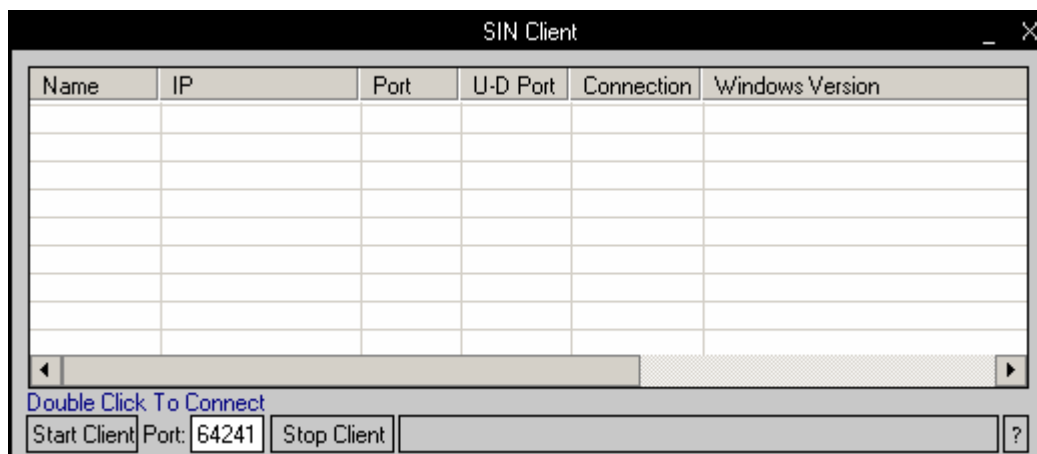 SIN Client _ X
Name IP Port U-D Port Connection Windows Version
Double Click To Connect
Start Client Port: 64241 Stop Client ?